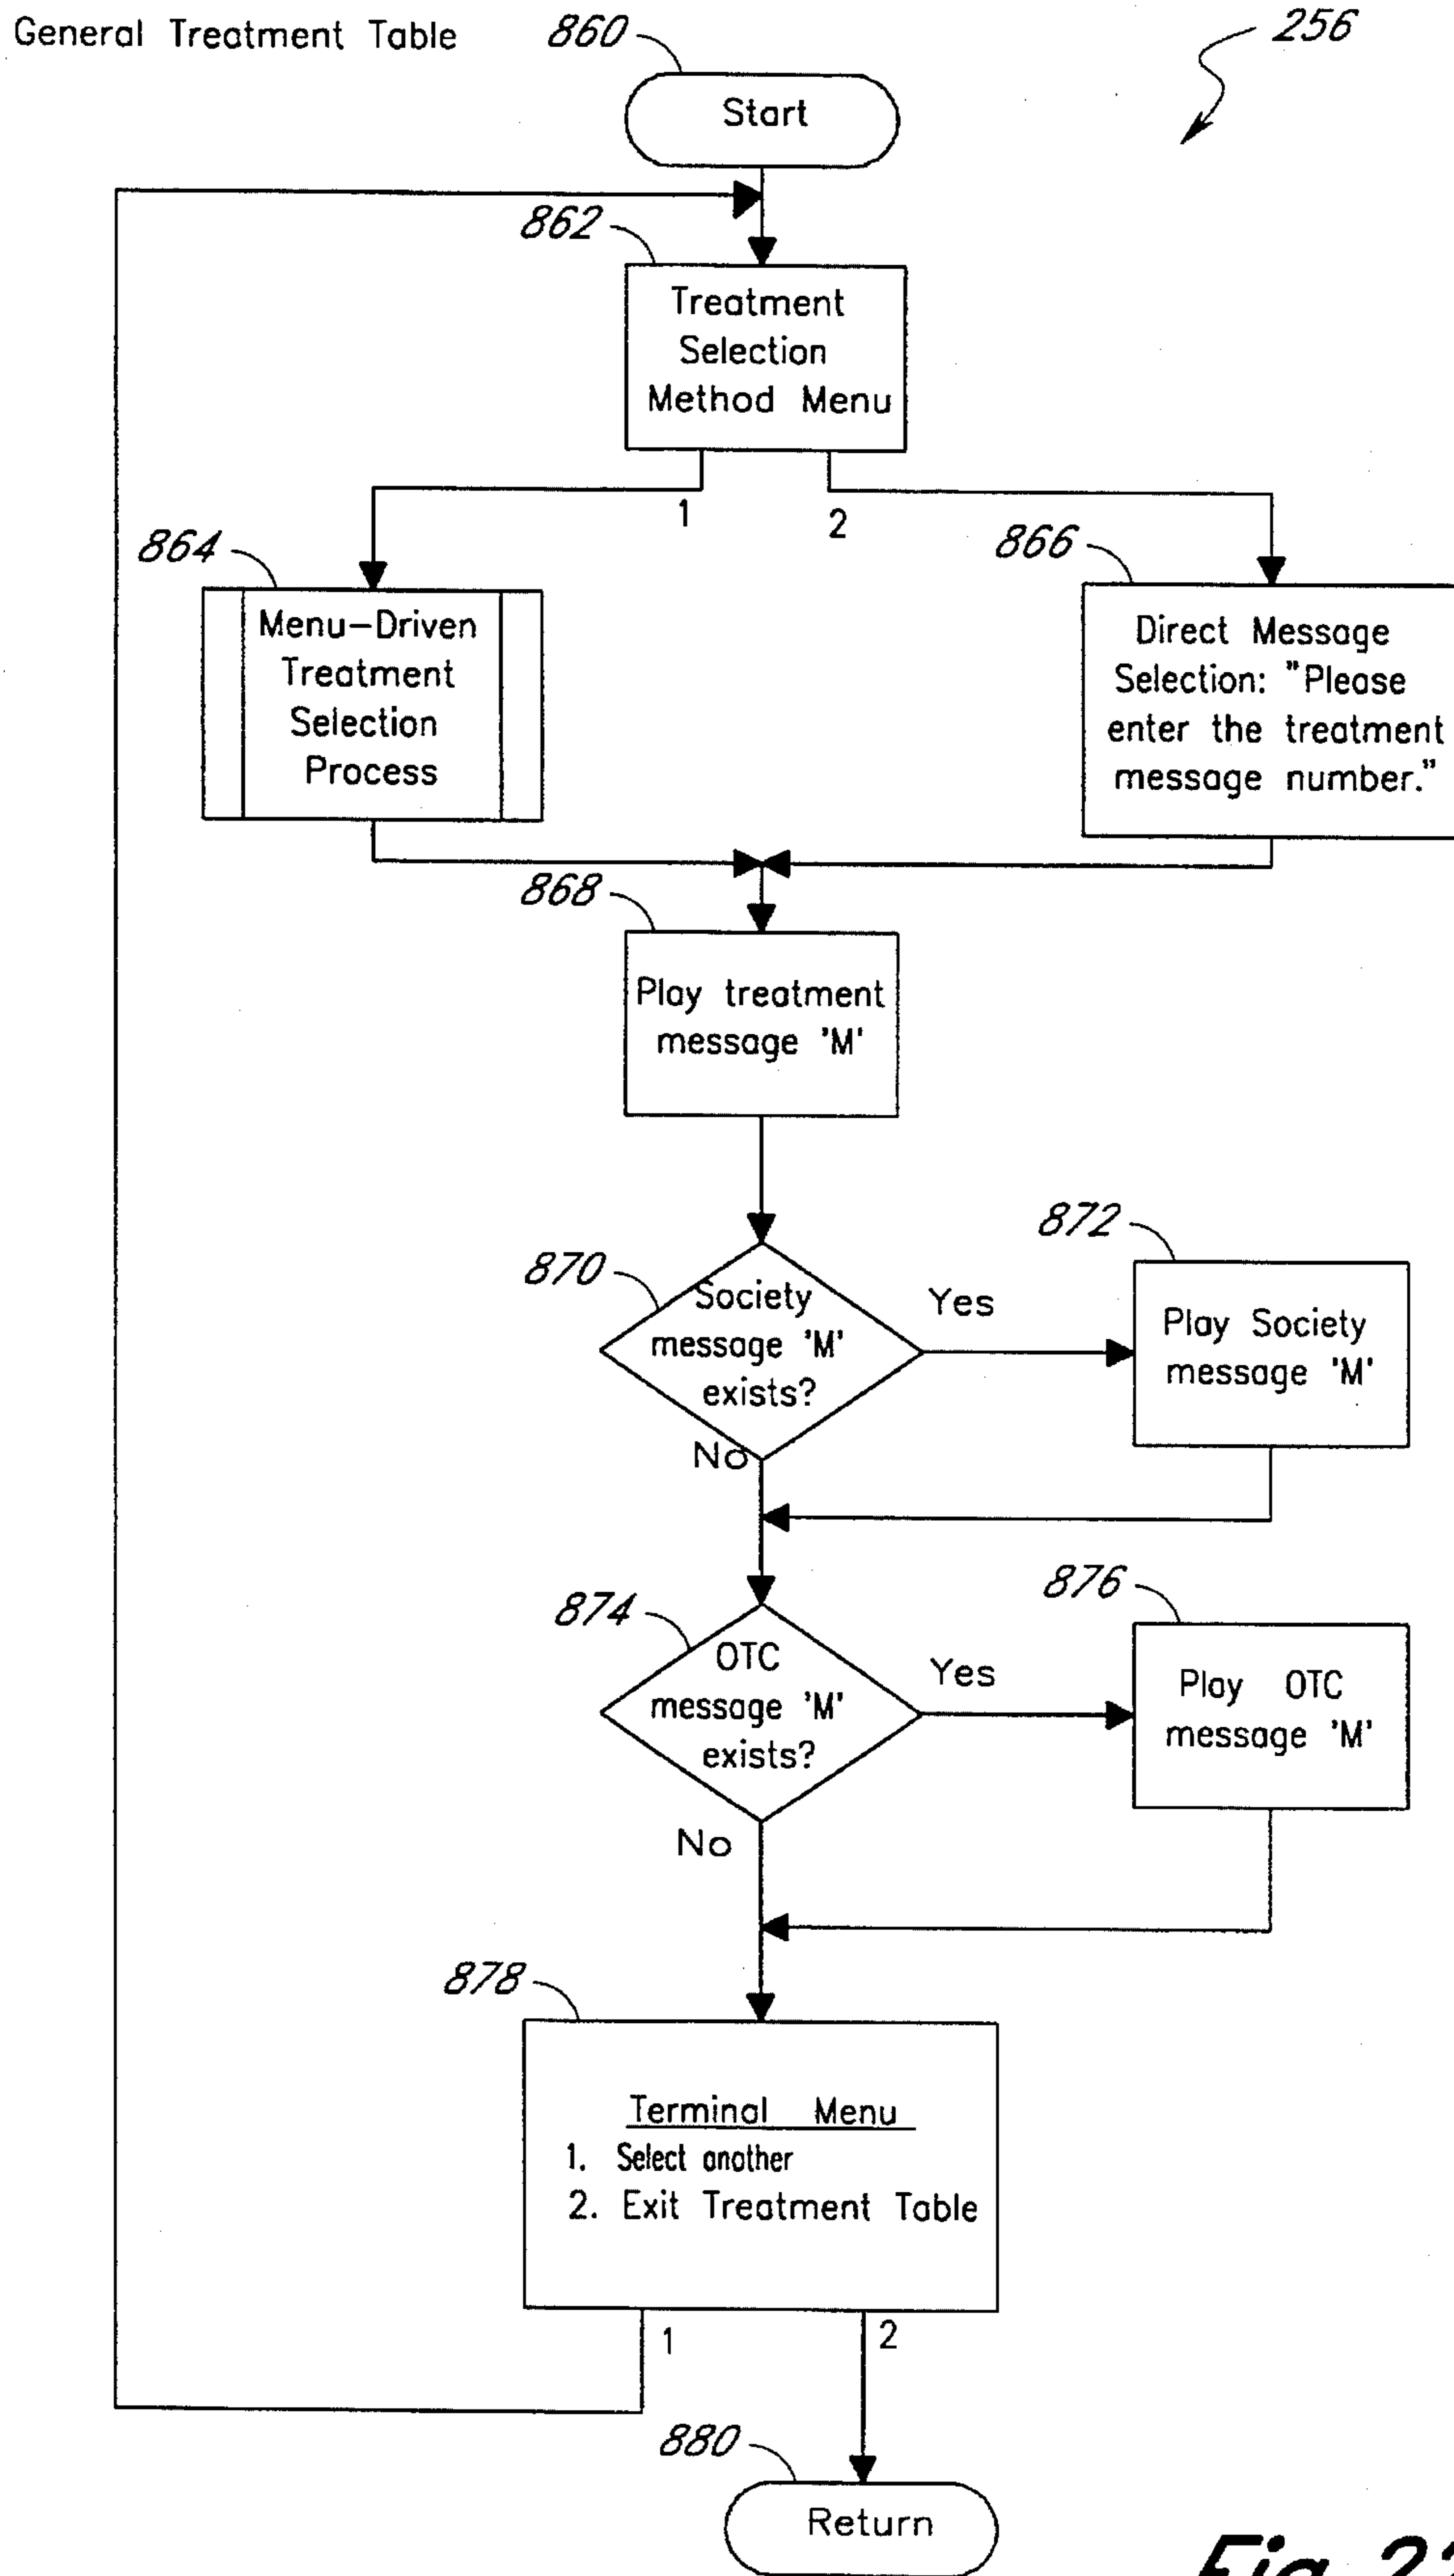 General Treatment Table
860
256
Start
862
Treatment
Selection
Method Menu
1
2
864
866
Menu-Driven
Treatment
Selection
Process
Direct Message
Selection: "Please
enter the treatment
message number."
868
Play treatment
message 'M'
870
872
Society
message 'M'
exists?
Yes
Play Society
message 'M'
No
874
876
OTC
message 'M'
exists?
Yes
Play OTC
message 'M'
No
878
Terminal Menu
1. Select another
2. Exit Treatment Table
1
2
880
Return
Fig.